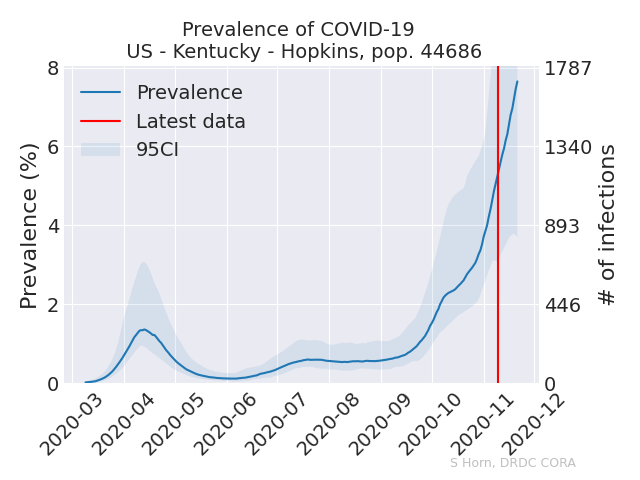 Prevalence of COVID-19
US - Kentucky - Hopkins, pop. 44686
Prevalence
Latest data
95CI
Prevalence (%)
8
6
4
2
0
1787
1340
893
446
0
# of infections
2020-03
2020-04
2020-05
2020-06
2020-07
2020-08
2020-09
2020-10
2020-11
2020-12
S Horn, DRDC CORA